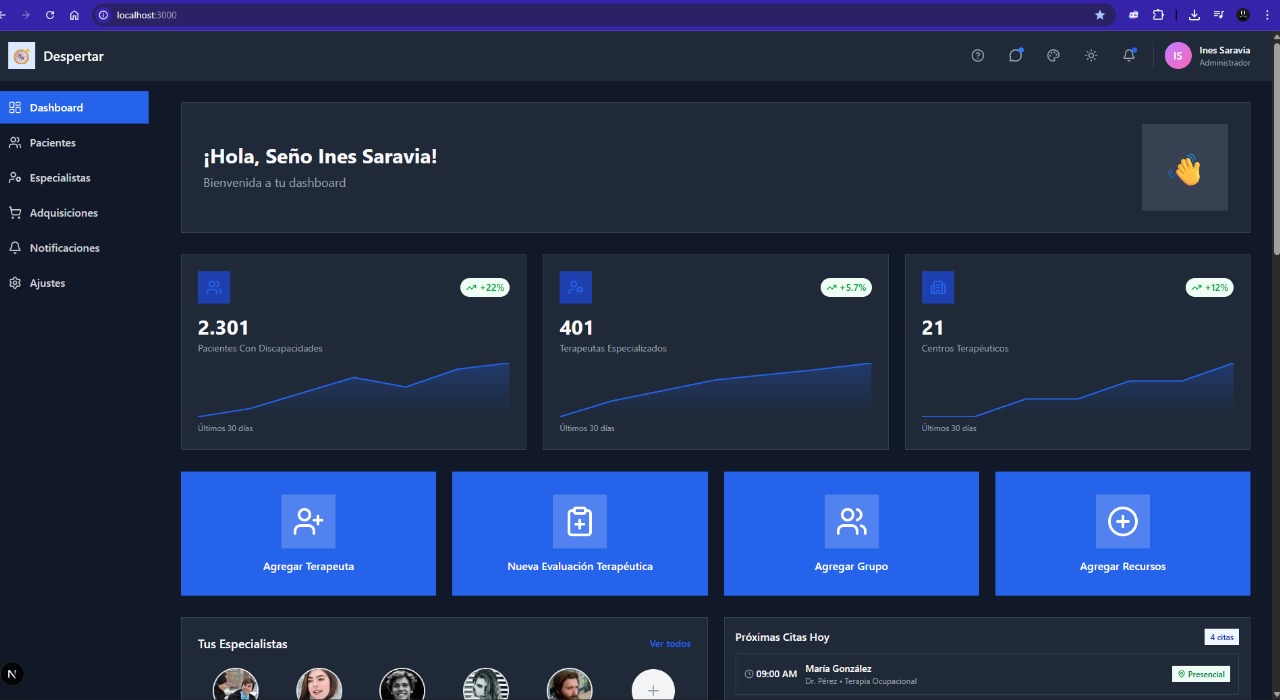 localhost:3000
Despertar
IS
Ines Saravia
Administrador
Dashboard
Pacientes
Especialistas
Adquisiciones
Notificaciones
Ajustes
¡Hola, Seño Ines Saravia!
Bienvenida a tu dashboard
+22%
2.301
Pacientes Con Discapacidades
Últimos 30 días
+5.7%
401
Terapeutas Especializados
Últimos 30 días
+12%
21
Centros Terapéuticos
Últimos 30 días
Agregar Terapeuta
Nueva Evaluación Terapéutica
Agregar Grupo
Agregar Recursos
Tus Especialistas
Ver todos
Próximas Citas Hoy
4 citas
09:00 AM
María González
Dr. Pérez • Terapia Ocupacional
Presencial
N